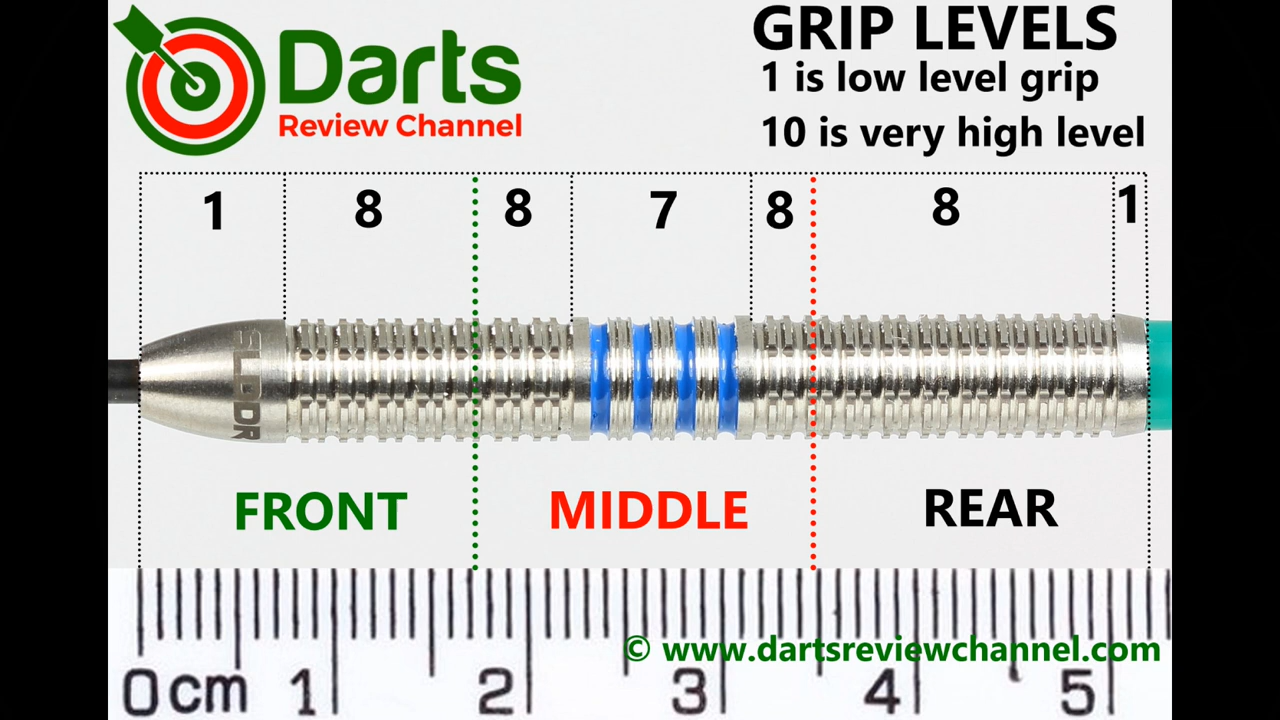 Darts
Review Channel
GRIP LEVELS
1 is low level grip
10 is very high level
1 8 8 7 8 8 1
FRONT MIDDLE REAR
© www.dartsreviewchannel.com
0cm 1 2 3 4 5